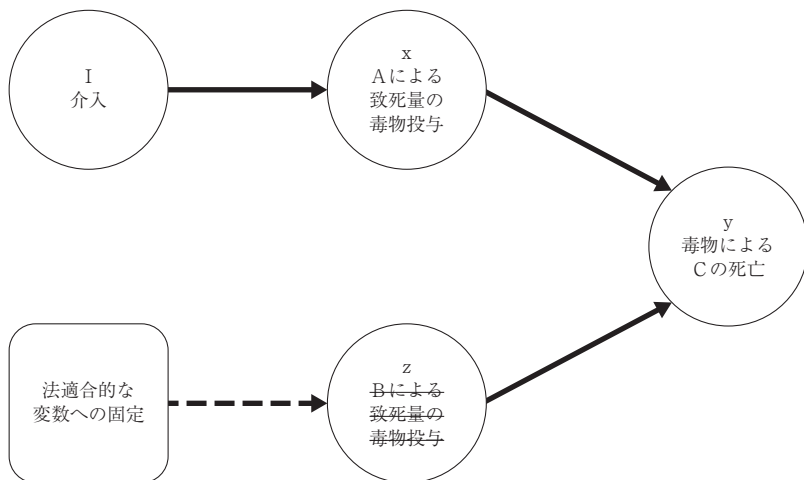 I
介入
x
Aによる
致死量の
毒物投与
y
毒物による
Cの死亡
法適合的な
変数への固定
z
Bによる
致死量の
毒物投与